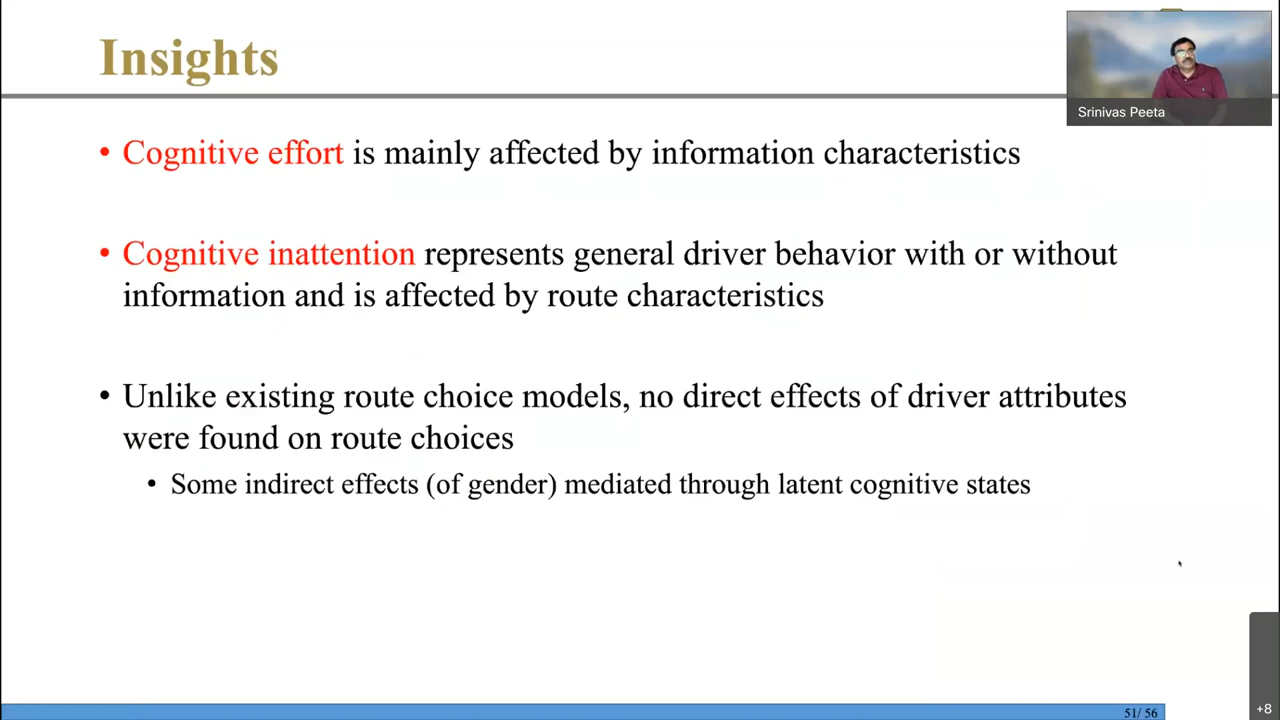 Insights
Srinivas Peeta
• Cognitive effort is mainly affected by information characteristics
• Cognitive inattention represents general driver behavior with or without
information and is affected by route characteristics
• Unlike existing route choice models, no direct effects of driver attributes
were found on route choices
• Some indirect effects (of gender) mediated through latent cognitive states
51/ 56
+8